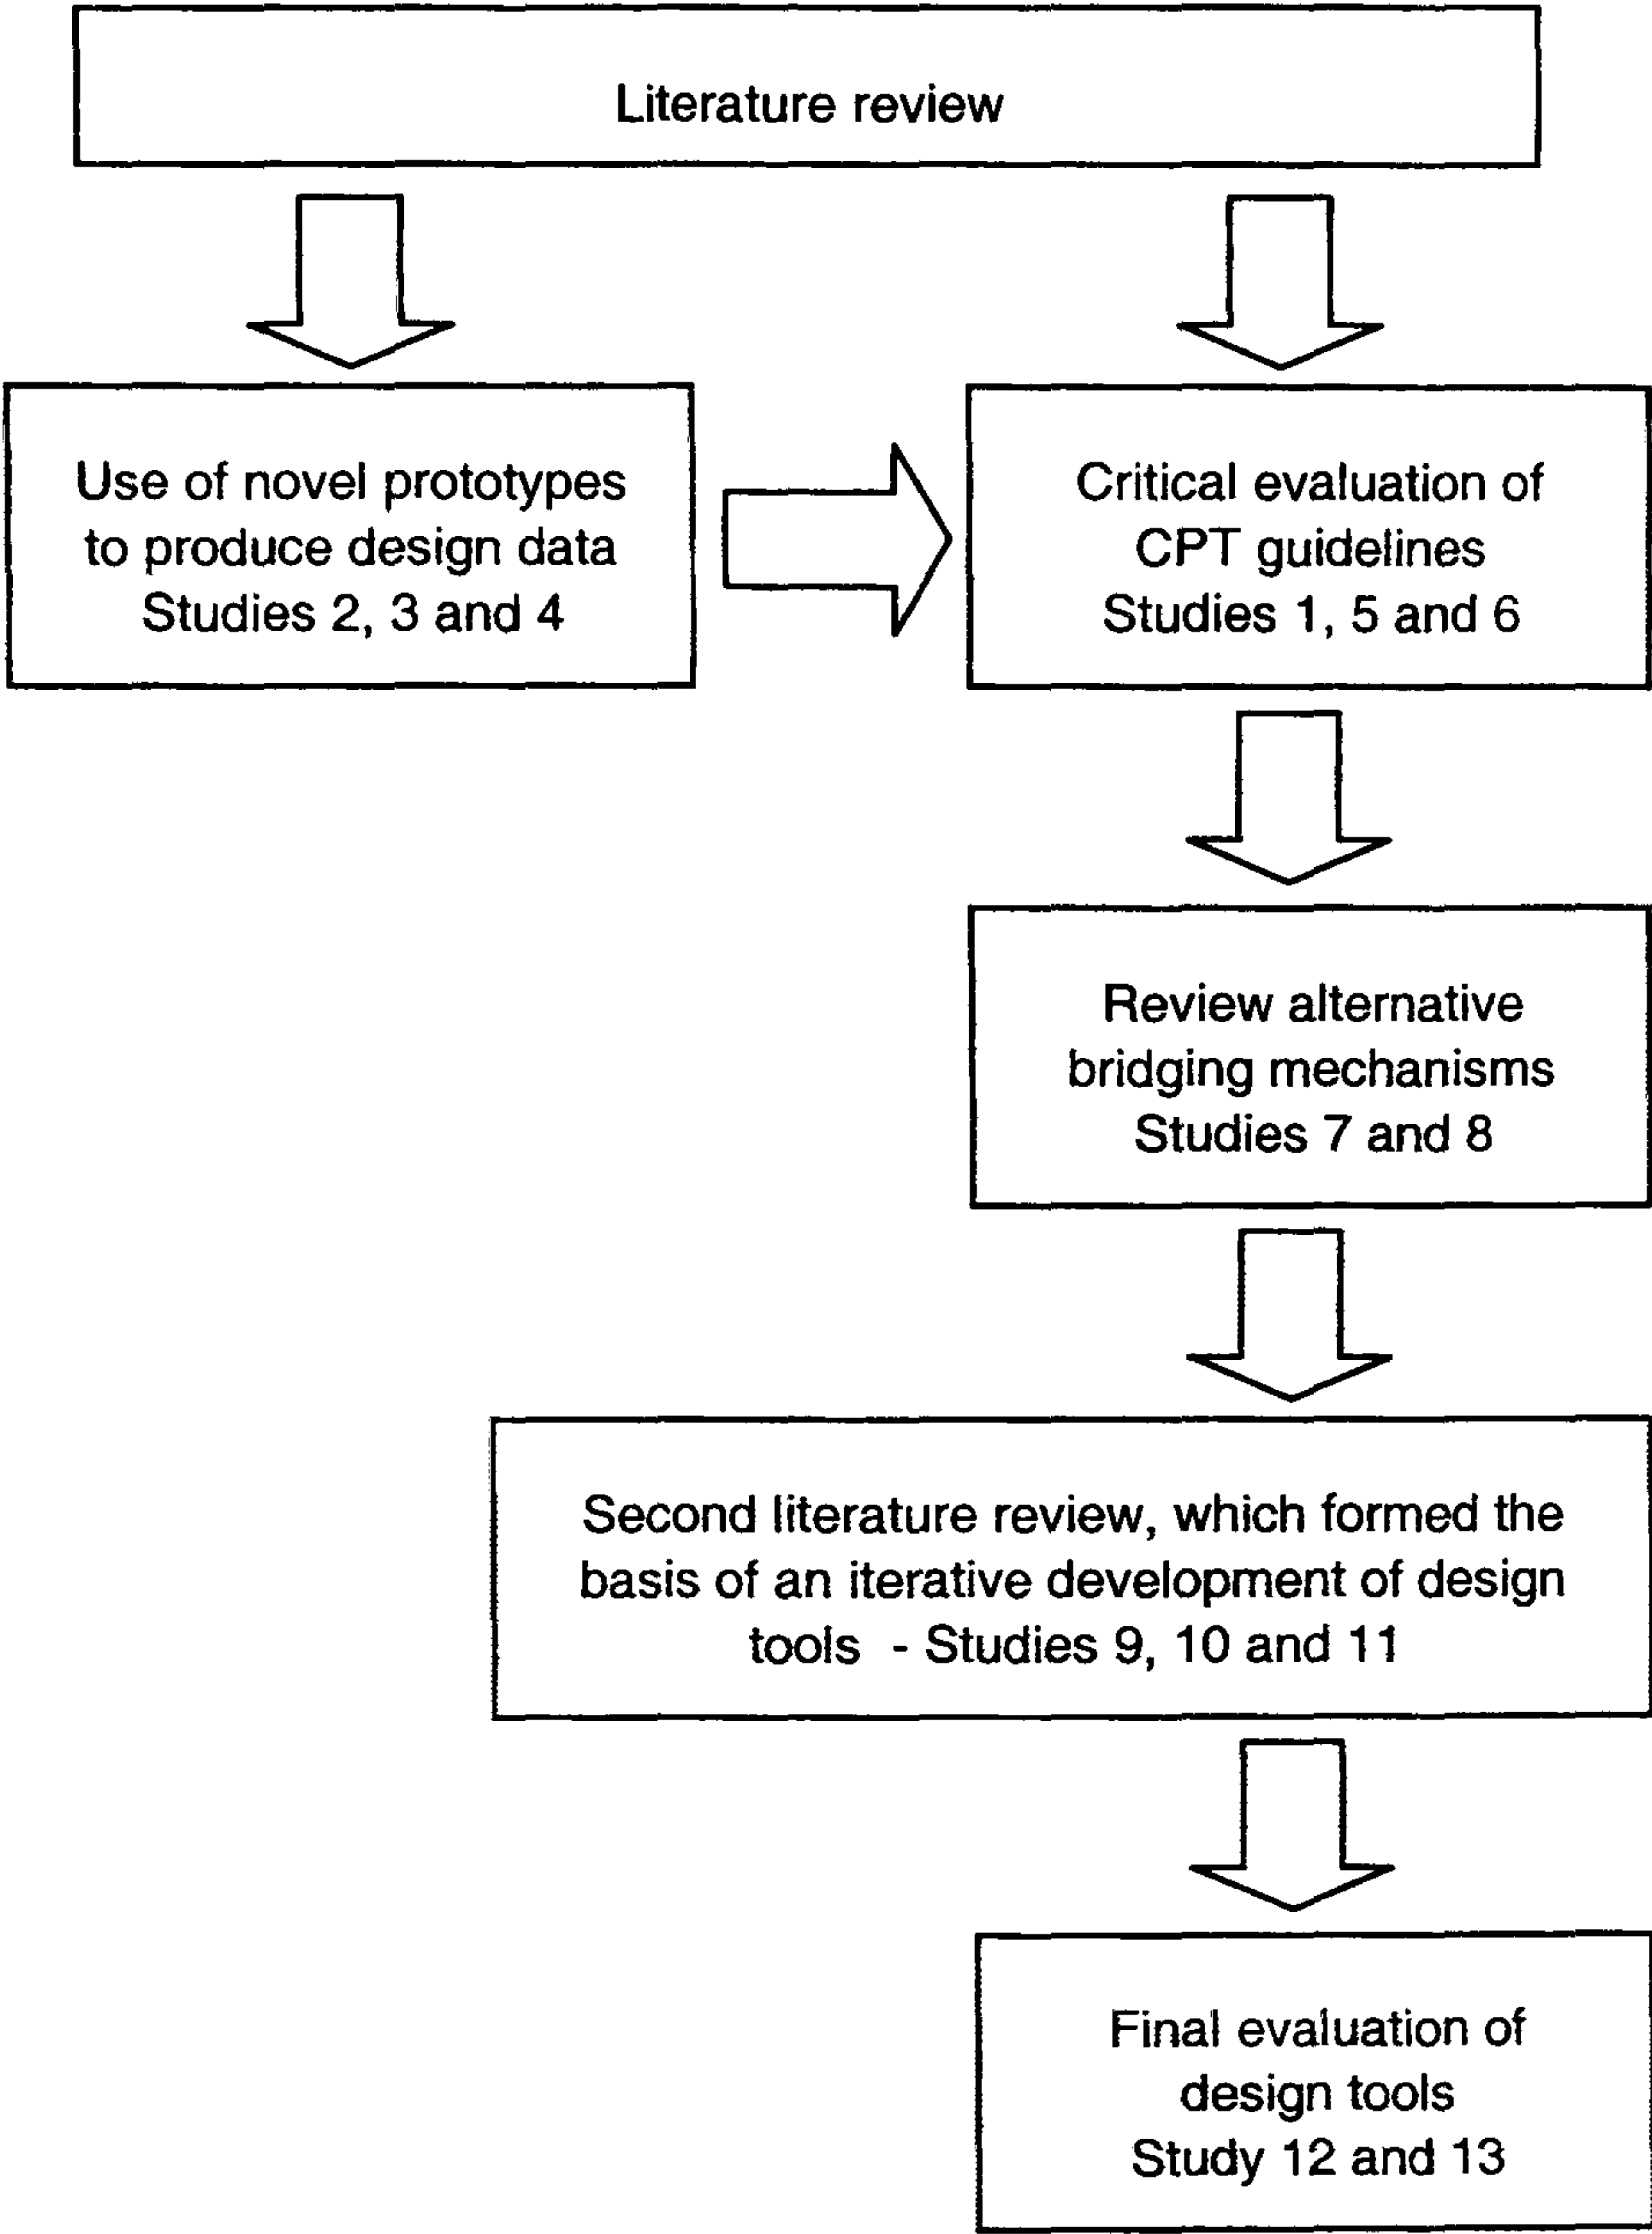 Literature review
Use of novel prototypes
to produce design data
Studies 2, 3 and 4
Critical evaluation of
CPT guidelines
Studies 1, 5 and 6
Review alternative
bridging mechanisms
Studies 7 and 8
Second literature review, which formed the
basis of an iterative development of design
tools - Studies 9, 10 and 11
Final evaluation of
design tools
Study 12 and 13